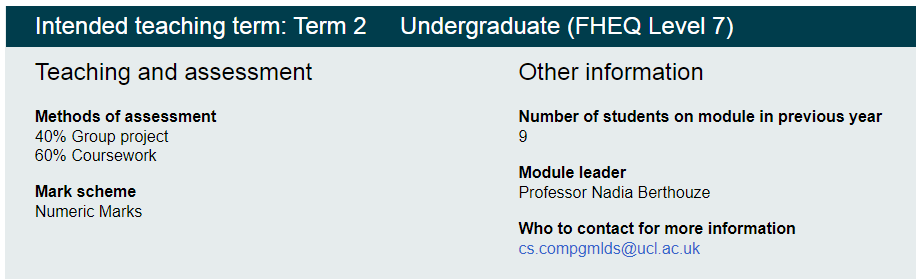 Intended teaching term: Term 2 Undergraduate (FHEQ Level 7)
Teaching and assessment
Methods of assessment
40% Group project
60% Coursework
Mark scheme
Numeric Marks
Other information
Number of students on module in previous year
9
Module leader
Professor Nadia Berthouze
Who to contact for more information
cs.compgmlds@ucl.ac.uk